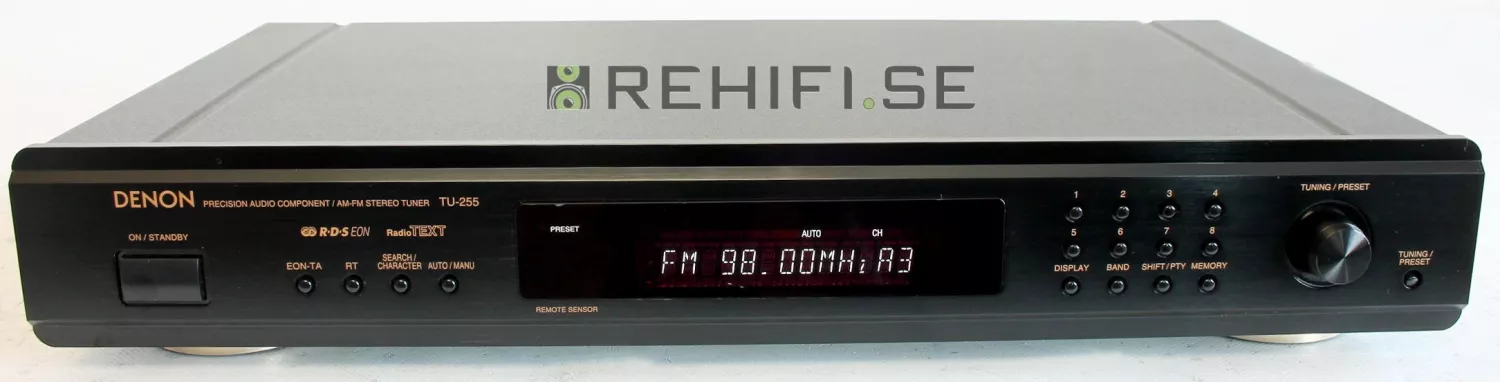 REHIFI.SE
DENON PRECISION AUDIO COMPONENT / AM-FM STEREO TUNER TU-255
ON / STANDBY
R·D·S EON RadioTEXT
EON-TA RT SEARCH / CHARACTER AUTO / MANU
PRESET
AUTO CH
FM 98.00MHz A3
REMOTE SENSOR
1 2 3 4
5 6 7 8
DISPLAY BAND SHIFT / PTY MEMORY
TUNING / PRESET
TUNING /
PRESET